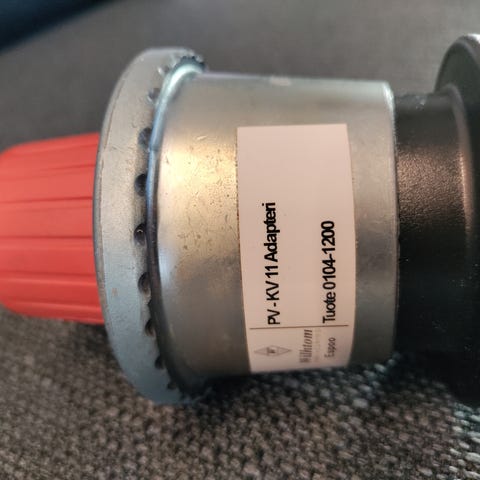 PV - KV 11 Adapteri
Tuote 0104-1200
Espoo